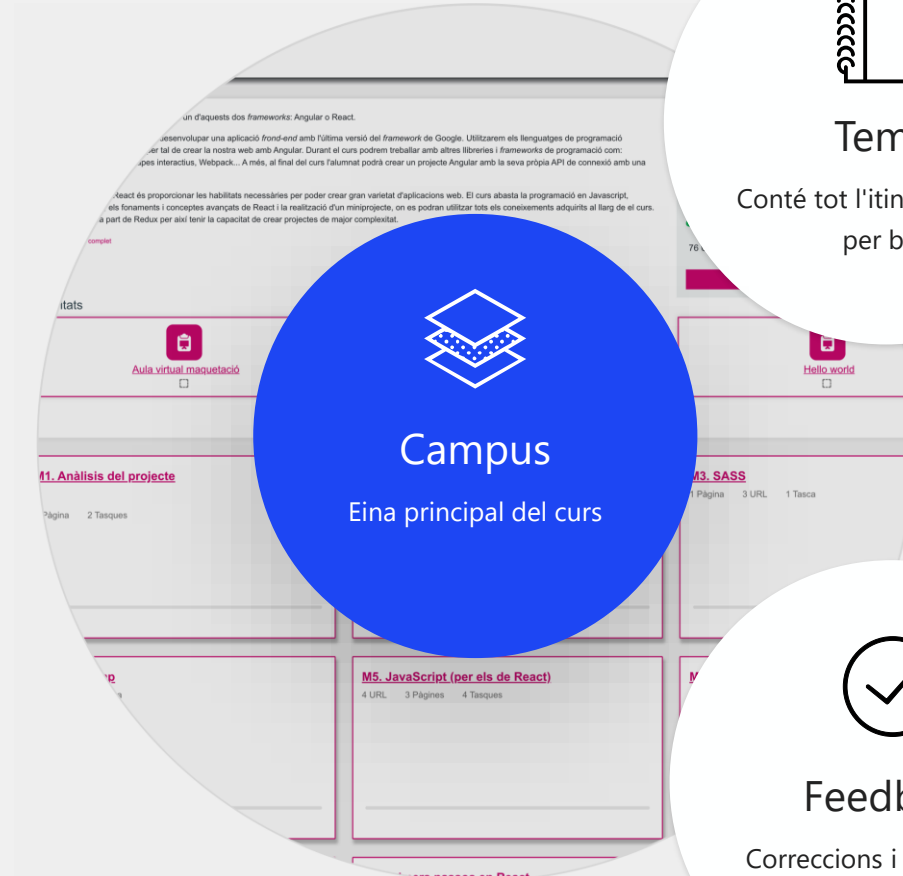 un d'aquests dos frameworks: Angular o React.
desenvolupar una aplicació frond-end amb l'última versió del framework de Google. Utilitzarem els llenguatges de programació
per tal de crear la nostra web amb Angular. Durant el curs podrem treballar amb altres llibreries i frameworks de programació com:
interactius, Webpack... A més, al final del curs l'alumnat podrà crear un projecte Angular amb la seva pròpia API de connexió amb una
React és proporcionar les habilitats necessàries per poder crear gran varietat d'aplicacions web. El curs abasta la programació en Javascript,
els fonaments i conceptes avançats de React i la realització d'un miniprojecte, on es podran utilitzar tots els coneixements adquirits al llarg de el curs.
a part de Redux per així tenir la capacitat de crear projectes de major complexitat.
complet
76
Conté tot l'itin
per b
itats
Aula virtual maquetació
Hello world
Campus
Eina principal del curs
M1. Anàlisis del projecte
Pàgina 2 Tasques
M3. SASS
1 Pàgina 3 URL 1 Tasca
M5. JavaScript (per els de React)
4 URL 3 Pàgines 4 Tasques
Feedb
Correccions i
passos en React